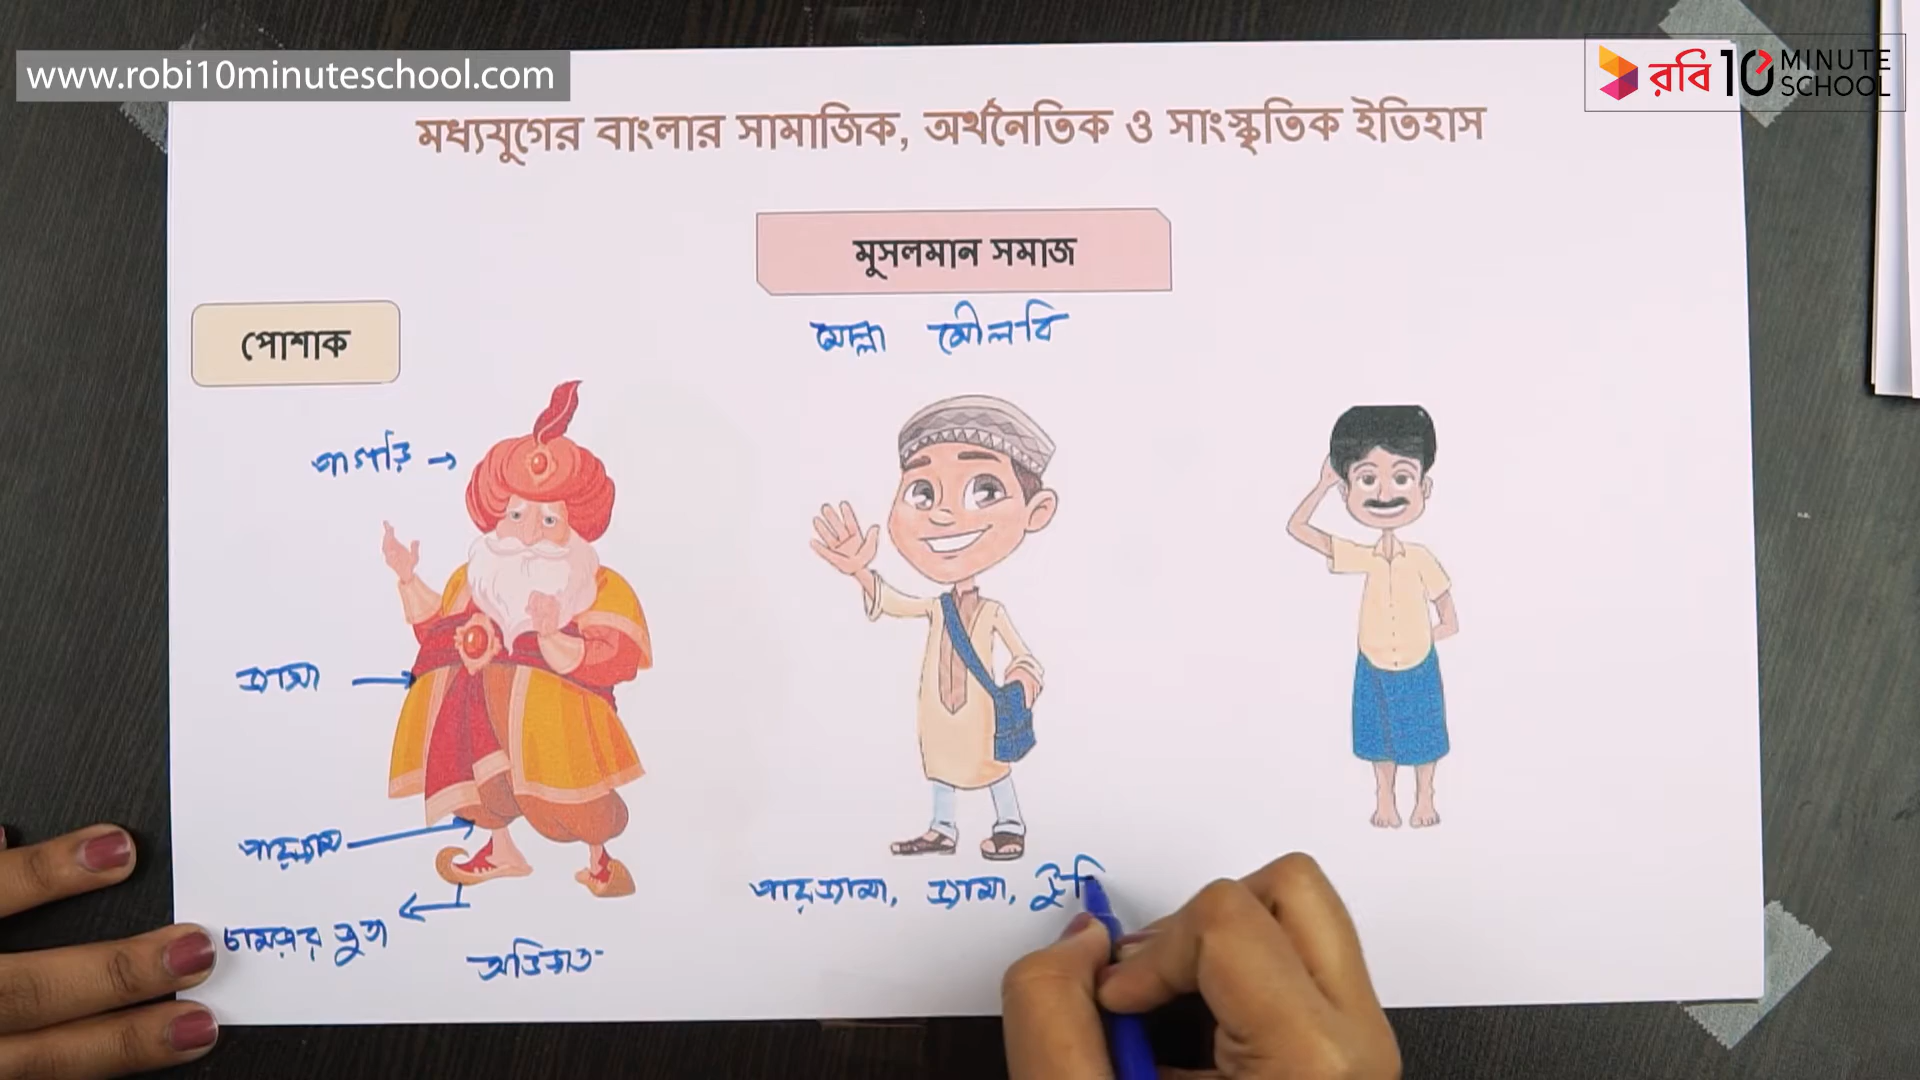 www.robi10minuteschool.com
রবি 10 MINUTE SCHOOL
মধ্যযুগের বাংলার সামাজিক, অর্থনৈতিক ও সাংস্কৃতিক ইতিহাস
মুসলমান সমাজ
মোল্লা মৌলবি
পোশাক
পাগড়ি
জামা
পায়জামা
চামড়ার জুতা
অভিজাত
পায়জামা, জামা, টুপি